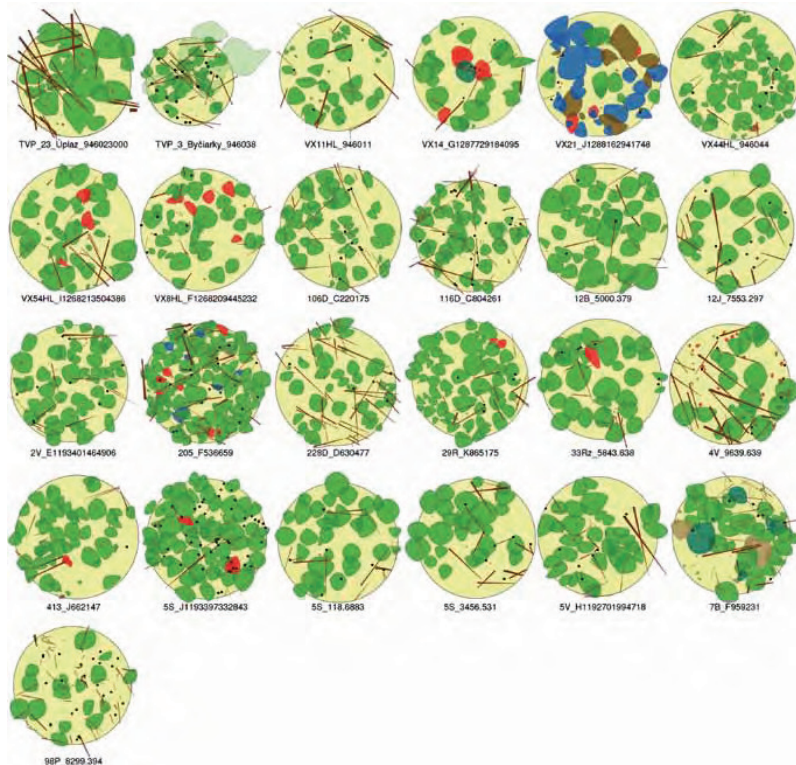 TVP_23_Úplaz_946023000 TVP_3_Byčiarky_946038 VX11HL_946011 VX14_G1287729184095 VX21_J1288162941748 VX44HL_946044
VX54HL_I1268213504386 VX8HL_F1268209445232 106D_C220175 116D_C804261 12B_5000.379 12J_7553.297
2V_E1193401464906 205_F536659 228D_D630477 29R_K865175 33Rz_5843.638 4V_9639.639
413_J662147 5S_J1193397332843 5S_118.6883 5S_3456.531 5V_H1192701994718 7B_F959231
98P_8299.394